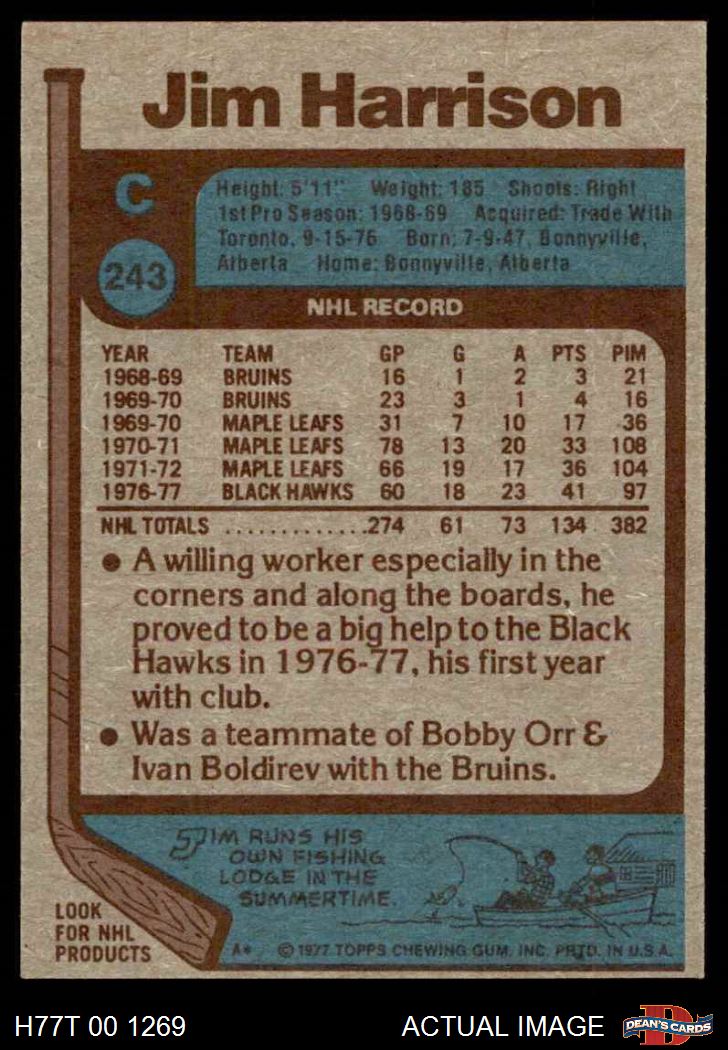 Jim Harrison
C
243
Height: 5'11" Weight: 185 Shoots: Right
1st Pro Season: 1968-69 Acquired: Trade With
Toronto, 9-15-76 Born: 7-9-47, Bonnyville,
Alberta Home: Bonnyville, Alberta
NHL RECORD
YEAR TEAM GP G A PTS PIM
1968-69 BRUINS 16 1 2 3 21
1969-70 BRUINS 23 3 1 4 16
1969-70 MAPLE LEAFS 31 7 10 17 36
1970-71 MAPLE LEAFS 78 13 20 33 108
1971-72 MAPLE LEAFS 66 19 17 36 104
1976-77 BLACK HAWKS 60 18 23 41 97
NHL TOTALS .............274 61 73 134 382
● A willing worker especially in the
corners and along the boards, he
proved to be a big help to the Black
Hawks in 1976-77, his first year
with club.
● Was a teammate of Bobby Orr &
Ivan Boldirev with the Bruins.
JIM RUNS HIS
OWN FISHING
LODGE IN THE
SUMMERTIME.
LOOK
FOR NHL
PRODUCTS
A* © 1977 TOPPS CHEWING GUM, INC. PRTD. IN U.S.A.
H77T 00 1269 ACTUAL IMAGE
D
DEAN'S CARDS